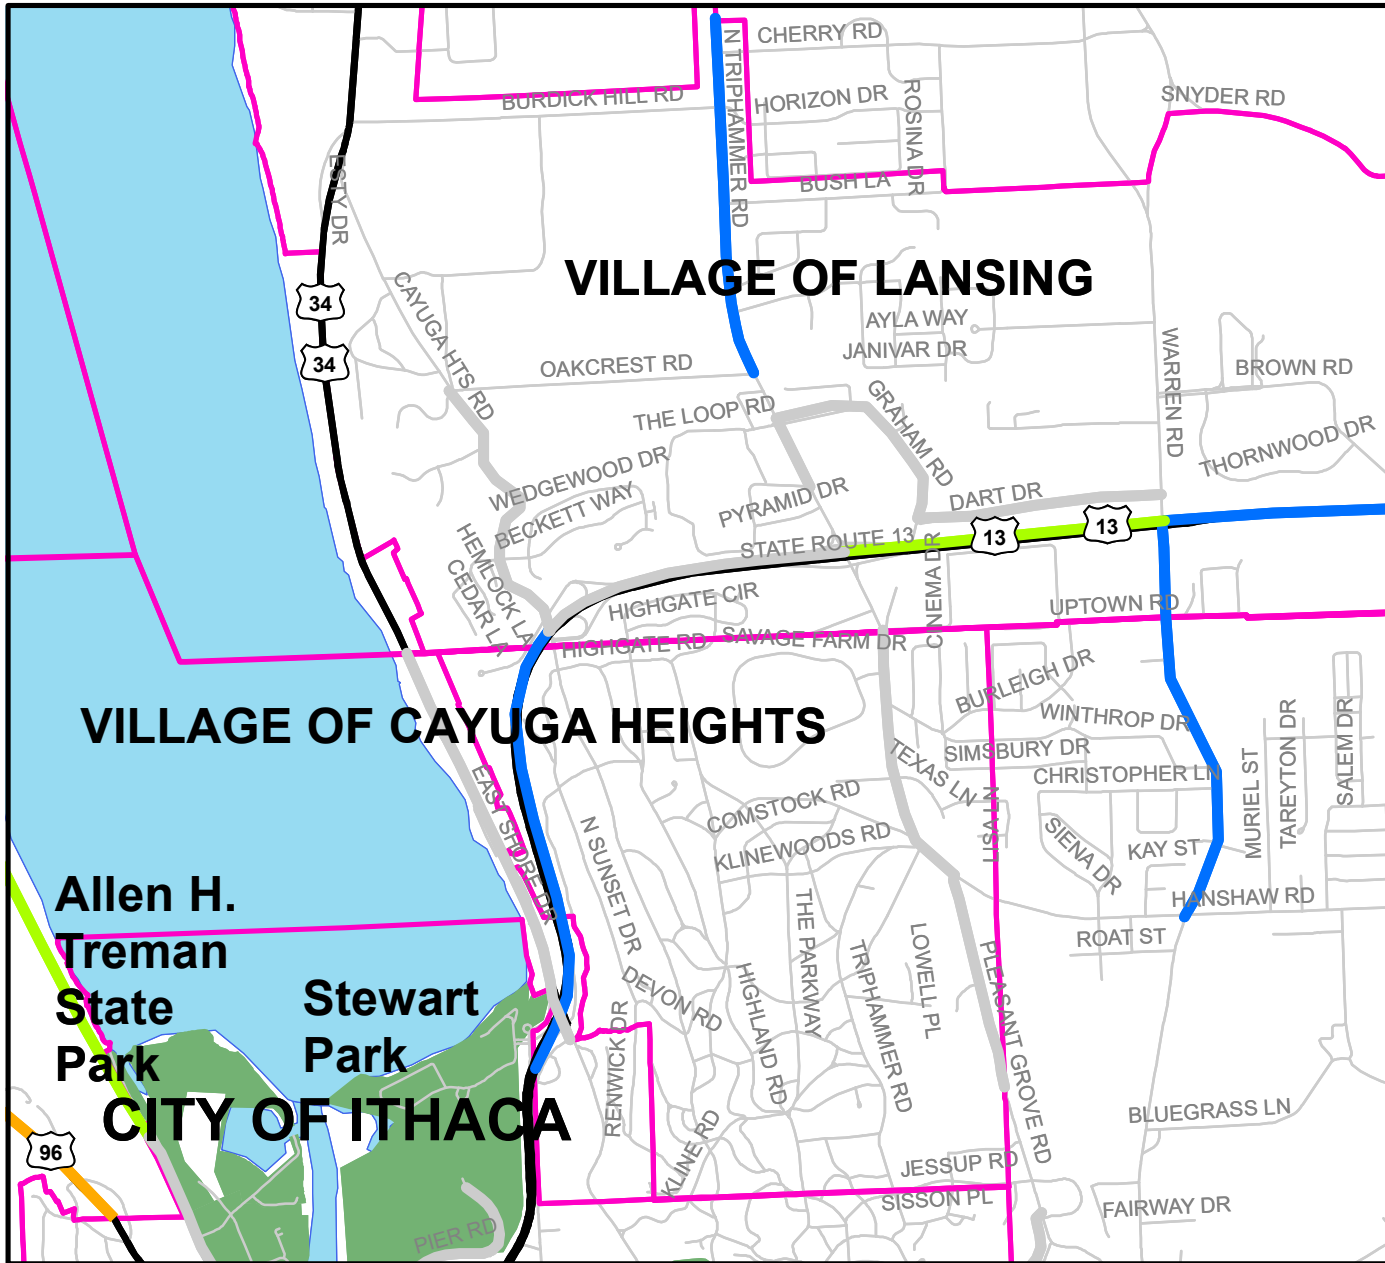 CHERRY RD
N TRIPHAMMER RD
BURDICK HILL RD
HORIZON DR
ROSINA DR
SNYDER RD
BUSH LA
ESTY DR
VILLAGE OF LANSING
34
CAYUGA HTS RD
AYLA WAY
JANIVAR DR
34
OAKCREST RD
WARREN RD
BROWN RD
THE LOOP RD
GRAHAM RD
THORNWOOD DR
WEDGEWOOD DR
BECKETT WAY
PYRAMID DR
DART DR
13
13
STATE ROUTE 13
HEMLOCK LA
CEDAR LA
CINEMA DR
HIGHGATE CIR
UPTOWN RD
HIGHGATE RD
SAVAGE FARM DR
BURLEIGH DR
VILLAGE OF CAYUGA HEIGHTS
WINTHROP DR
SIMSBURY DR
TEXAS LN
CHRISTOPHER LN
TAREYTON DR
SALEM DR
MURIEL ST
EAST SHORE DR
COMSTOCK RD
LISA LN
KLINEWOODS RD
N SUNSET DR
SIENA DR
KAY ST
HANSHAW RD
Allen H.
Treman
State
Park
THE PARKWAY
ROAT ST
LOWELL PL
TRIPHAMMER RD
PLEASANT GROVE RD
Stewart
Park
DEVON RD
HIGHLAND RD
RENWICK DR
CITY OF ITHACA
BLUEGRASS LN
96
KLINE RD
JESSUP RD
SISSON PL
FAIRWAY DR
PIER RD